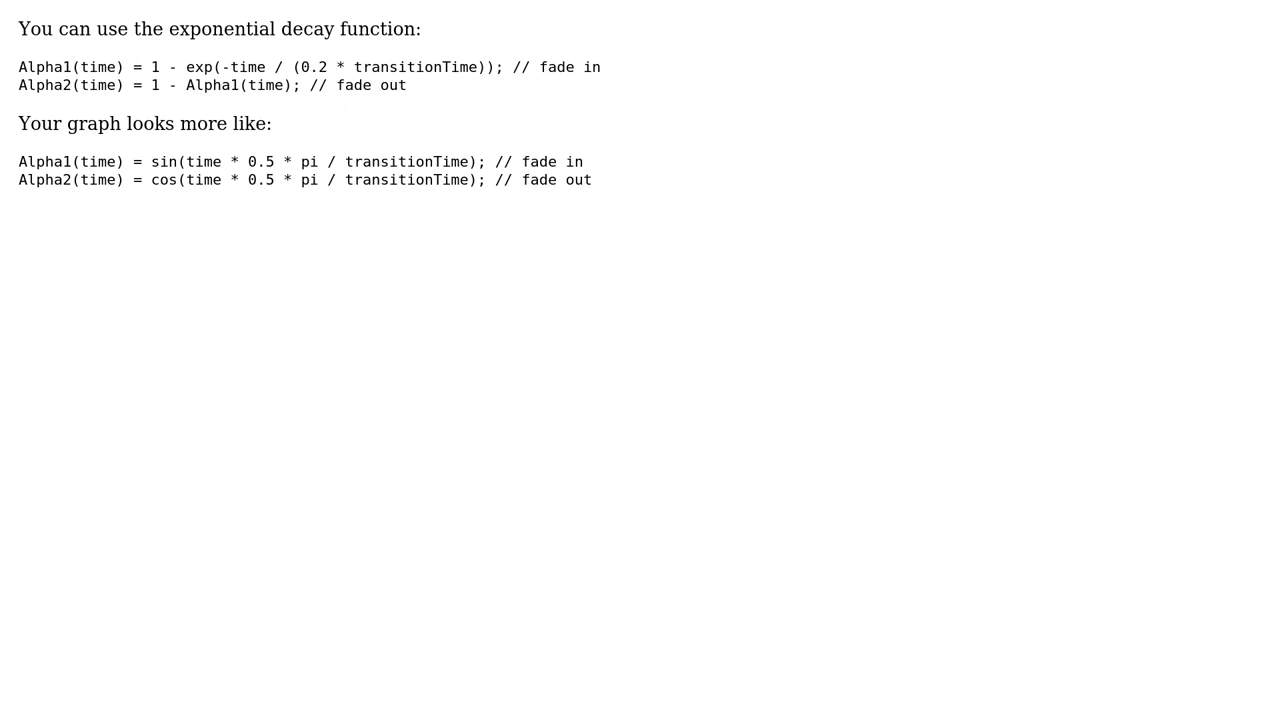 You can use the exponential decay function:
Alpha1(time) = 1 - exp(-time / (0.2 * transitionTime)); // fade in
Alpha2(time) = 1 - Alpha1(time); // fade out
Your graph looks more like:
Alpha1(time) = sin(time * 0.5 * pi / transitionTime); // fade in
Alpha2(time) = cos(time * 0.5 * pi / transitionTime); // fade out